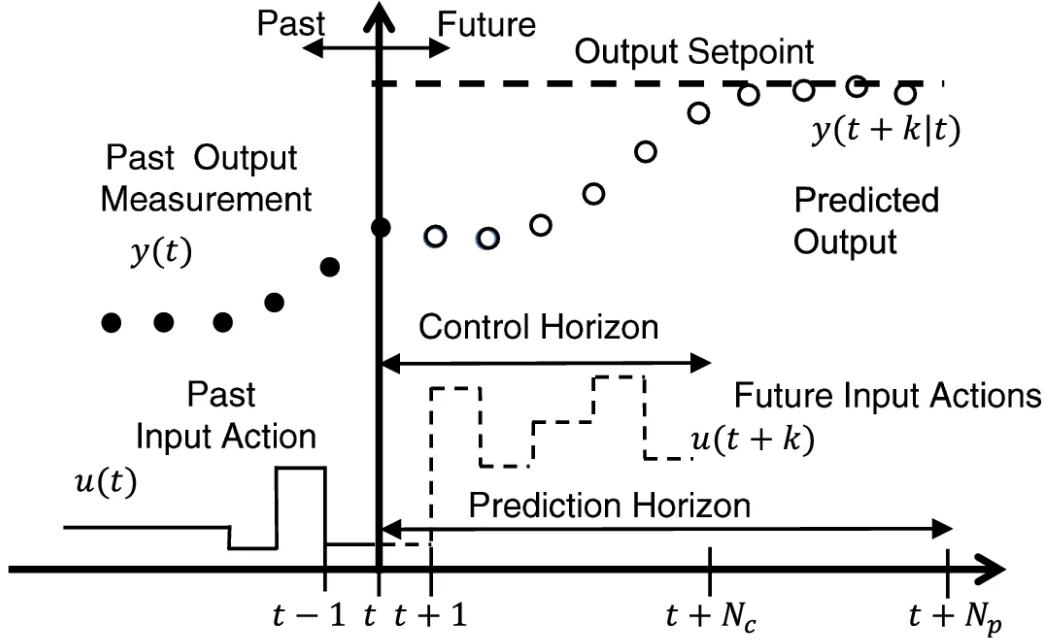 Past Future
Output Setpoint
y(t + k|t)
Past Output
Measurement
y(t)
Predicted
Output
Control Horizon
Past
Input Action
u(t)
Future Input Actions
u(t + k)
Prediction Horizon
t − 1 t t + 1 t + N_c t + N_p